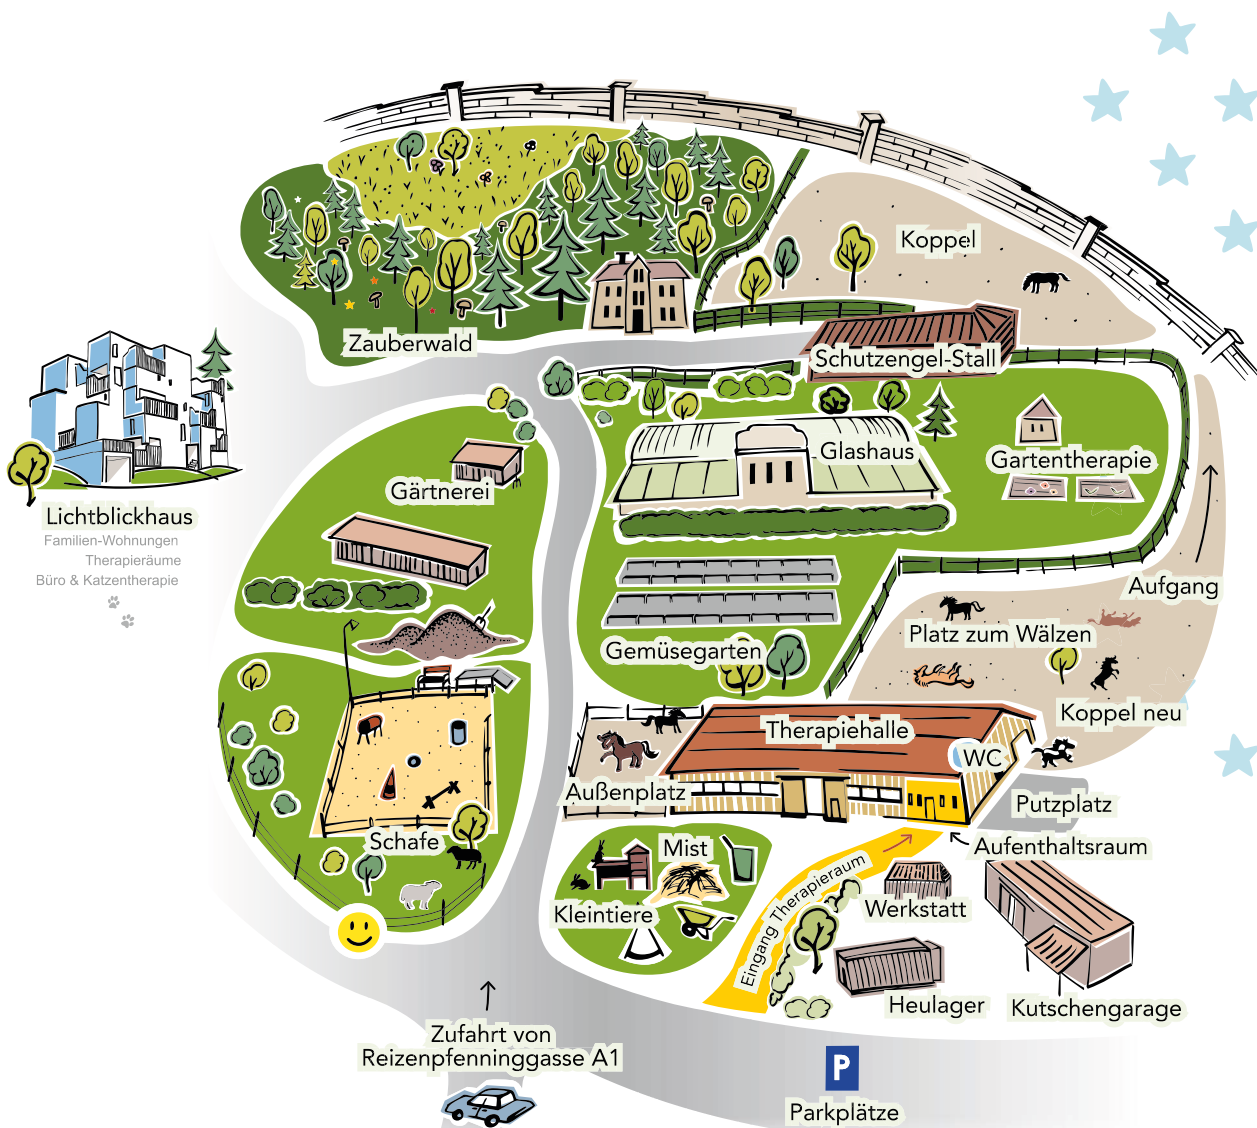 Koppel
Zauberwald
Schutzengel-Stall
Glashaus
Gartentherapie
Gärtnerei
Lichtblickhaus
Familien-Wohnungen
Therapieräume
Büro & Katzentherapie
Aufgang
Platz zum Wälzen
Gemüsegarten
Koppel neu
Therapiehalle
WC
Außenplatz
Putzplatz
Schafe
Mist
Aufenthaltsraum
Kleintiere
Eingang Therapieraum
Werkstatt
Heulager
Kutschengarage
Zufahrt von
Reizenpfenninggasse A1
P
Parkplätze